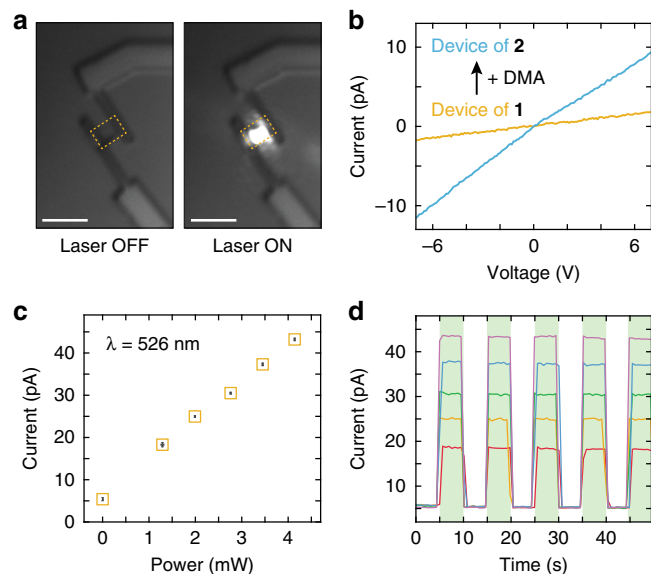 a
Laser OFF
Laser ON
b
Current (pA)
10
0
−10
Device of 2
+ DMA
Device of 1
−6
0
6
Voltage (V)
c
Current (pA)
40
30
20
10
0
λ = 526 nm
0
1
2
3
4
Power (mW)
d
Current (pA)
40
30
20
10
0
10
20
30
40
Time (s)